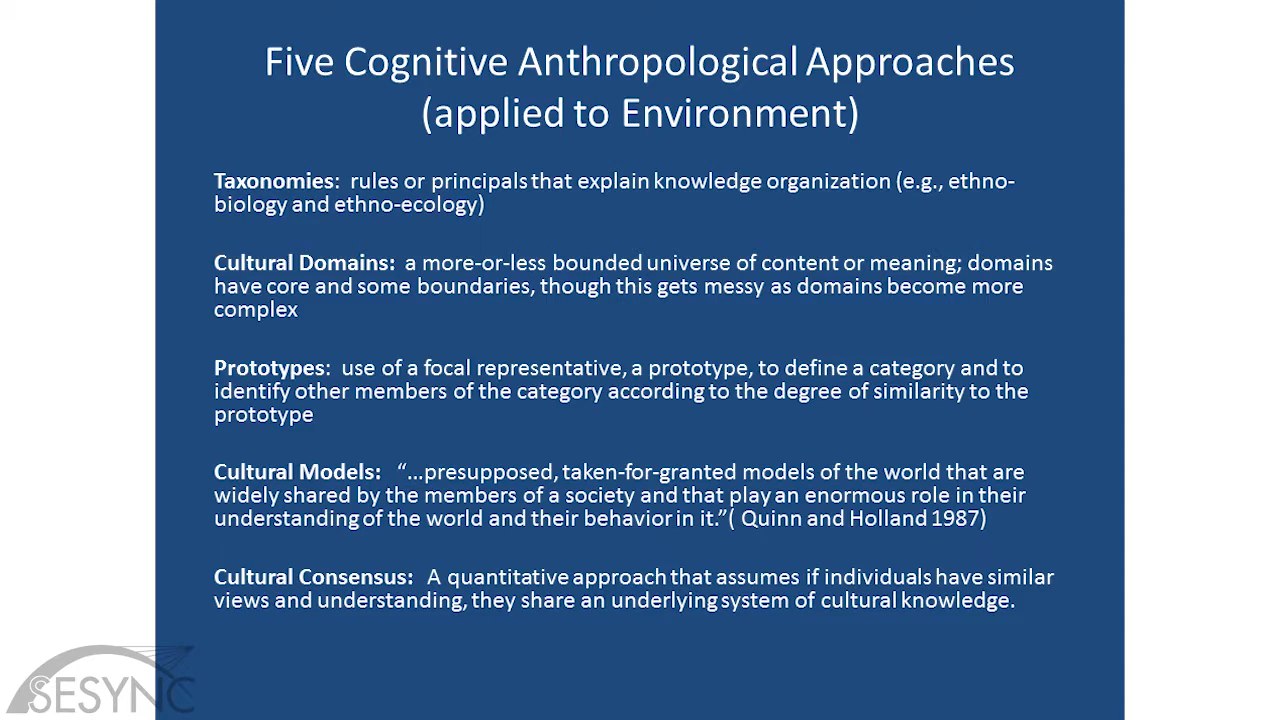 Five Cognitive Anthropological Approaches
(applied to Environment)
Taxonomies:  rules or principals that explain knowledge organization (e.g., ethno-
biology and ethno-ecology)
Cultural Domains:  a more-or-less bounded universe of content or meaning; domains
have core and some boundaries, though this gets messy as domains become more
complex
Prototypes:  use of a focal representative, a prototype, to define a category and to
identify other members of the category according to the degree of similarity to the
prototype
Cultural Models:  “…presupposed, taken-for-granted models of the world that are
widely shared by the members of a society and that play an enormous role in their
understanding of the world and their behavior in it.”( Quinn and Holland 1987)
Cultural Consensus:  A quantitative approach that assumes if individuals have similar
views and understanding, they share an underlying system of cultural knowledge.
SESYNC